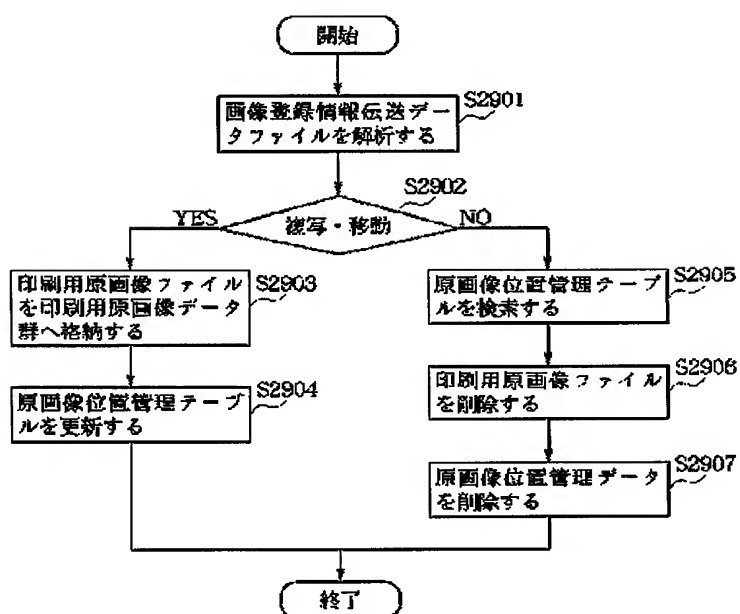 開始
画像登録情報伝送デー
タファイルを解析する
S2901
複写・移動
S2902
YES
NO
印刷用原画像ファイル
を印刷用原画像データ
群へ格納する
S2903
原画像位置管理テーブ
ルを更新する
S2904
原画像位置管理テーブ
ルを検索する
S2905
印刷用原画像ファイル
を削除する
S2906
原画像位置管理データ
を削除する
S2907
終了